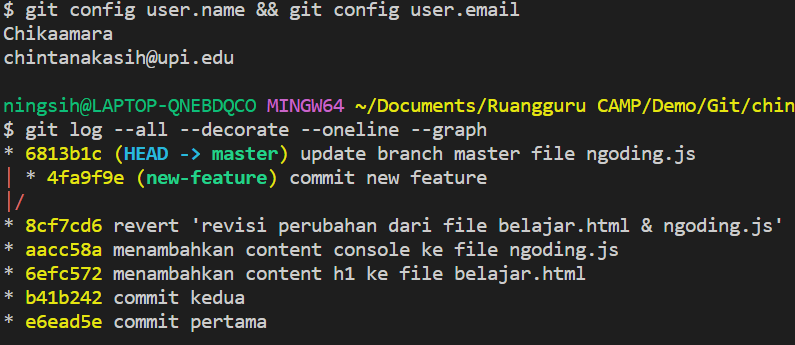 $ git config user.name && git config user.email
Chikaamara
chintanakasih@upi.edu
ningsih@LAPTOP-QNEBDQCO MINGW64 ~/Documents/Ruangguru CAMP/Demo/Git/chin
$ git log --all --decorate --oneline --graph
* 6813b1c (HEAD -> master) update branch master file ngoding.js
| * 4fa9f9e (new-feature) commit new feature
|/
* 8cf7cd6 revert 'revisi perubahan dari file belajar.html & ngoding.js'
* aacc58a menambahkan content console ke file ngoding.js
* 6efc572 menambahkan content h1 ke file belajar.html
* b41b242 commit kedua
* e6ead5e commit pertama